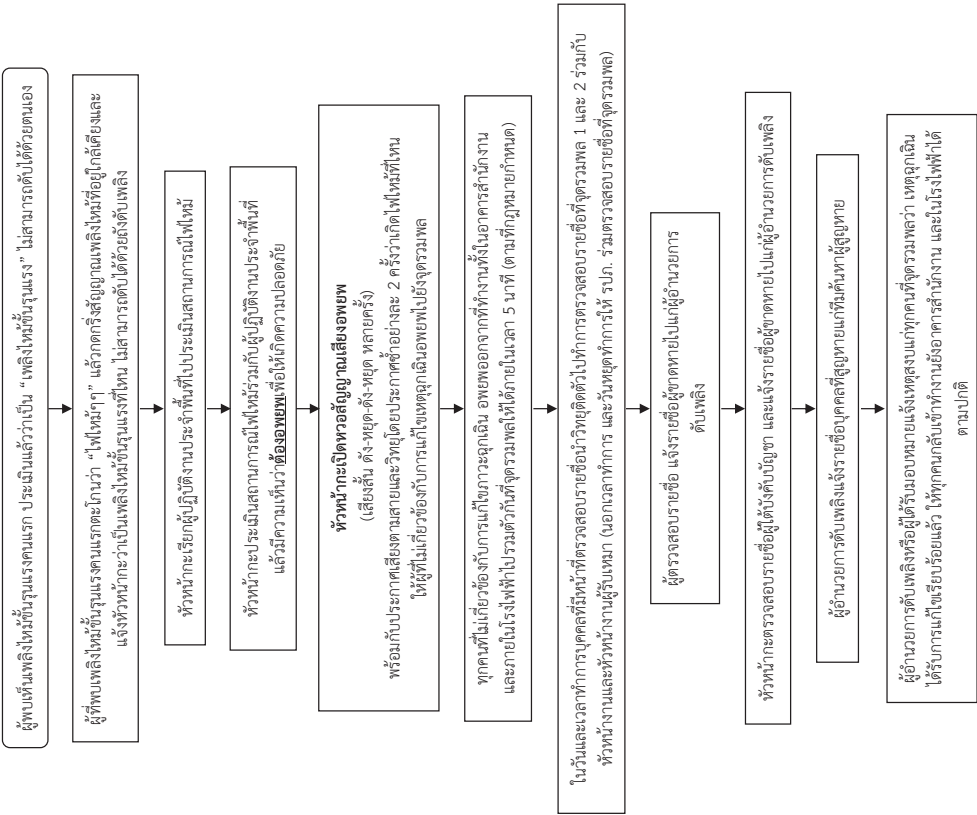 ผู้พบเห็นเพลิงไหม้ขั้นรุนแรงคนแรก ประเมินแล้วว่าเป็น “เพลิงไหม้ขั้นรุนแรง” ไม่สามารถดับได้ด้วยตนเอง
ผู้ที่พบเพลิงไหม้ขั้นรุนแรงคนแรกตะโกนว่า “ไฟไหม้ๆๆ” แล้วกดกริ่งสัญญาณเพลิงไหม้ที่อยู่ใกล้เคียงและ
แจ้งหัวหน้ากะว่าเป็นเพลิงไหม้ขั้นรุนแรงที่ไหน ไม่สามารถดับได้ด้วยถังดับเพลิง
หัวหน้ากะเรียกผู้ปฏิบัติงานประจำพื้นที่ไปประเมินสถานการณ์ไฟไหม้
หัวหน้ากะประเมินสถานการณ์ไฟไหม้ร่วมกับผู้ปฏิบัติงานประจำพื้นที่
แล้วมีความเห็นว่าต้องอพยพเพื่อให้เกิดความปลอดภัย
หัวหน้ากะเปิดหวอสัญญาณเสียงอพยพ
(เสียงสั้น ดัง-หยุด-ดัง-หยุด หลายครั้ง)
พร้อมกับประกาศเสียงตามสายและวิทยุโดยประกาศซ้ำอย่างละ 2 ครั้งว่าเกิดไฟไหม้ที่ไหน
ให้ผู้ที่ไม่เกี่ยวข้องกับการแก้ไขเหตุฉุกเฉินอพยพไปยังจุดรวมพล
ทุกคนที่ไม่เกี่ยวข้องกับการแก้ไขภาวะฉุกเฉิน อพยพออกจากที่ทำงานทั้งในอาคารสำนักงาน
และภายในโรงไฟฟ้าไปรวมตัวกันที่จุดรวมพลให้ได้ภายในเวลา 5 นาที (ตามที่กฎหมายกำหนด)
ในวันและเวลาทำการบุคคลที่มีหน้าที่ตรวจสอบรายชื่อนำวิทยุติดตัวไปทำการตรวจสอบรายชื่อที่จุดรวมพล 1 และ 2 ร่วมกับ
หัวหน้างานและหัวหน้างานผู้รับเหมา (นอกเวลาทำการ และวันหยุดทำการให้ รปภ. ร่วมตรวจสอบรายชื่อที่จุดรวมพล)
ผู้ตรวจสอบรายชื่อ แจ้งรายชื่อผู้ขาดหายไปแก่ผู้อำนวยการ
ดับเพลิง
หัวหน้ากะตรวจสอบรายชื่อผู้ใต้บังคับบัญชา และแจ้งรายชื่อผู้ขาดหายไปแก่ผู้อำนวยการดับเพลิง
ผู้อำนวยการดับเพลิงแจ้งรายชื่อบุคคลที่สูญหายแก่ทีมค้นหาผู้สูญหาย
ผู้อำนวยการดับเพลิงหรือผู้ได้รับมอบหมายแจ้งเหตุสงบแก่ทุกคนที่จุดรวมพลว่า เหตุฉุกเฉิน
ได้รับการแก้ไขเรียบร้อยแล้ว ให้ทุกคนกลับเข้าทำงานยังอาคารสำนักงาน และในโรงไฟฟ้าได้
ตามปกติ